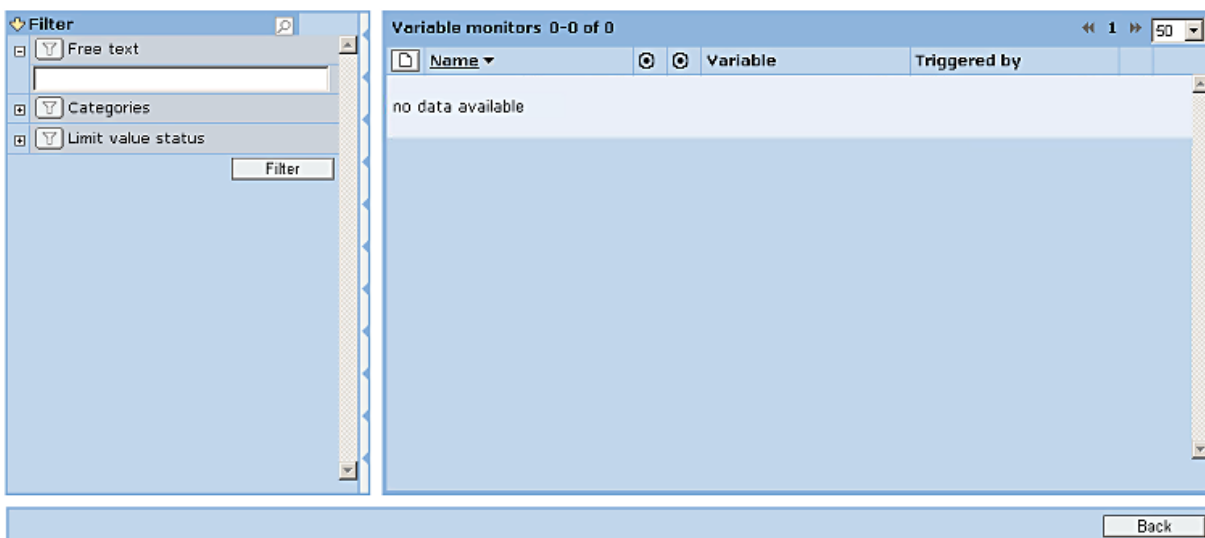 Filter
Free text
Categories
Limit value status
Filter
Variable monitors 0-0 of 0
1
50
Name Variable Triggered by
no data available
Back